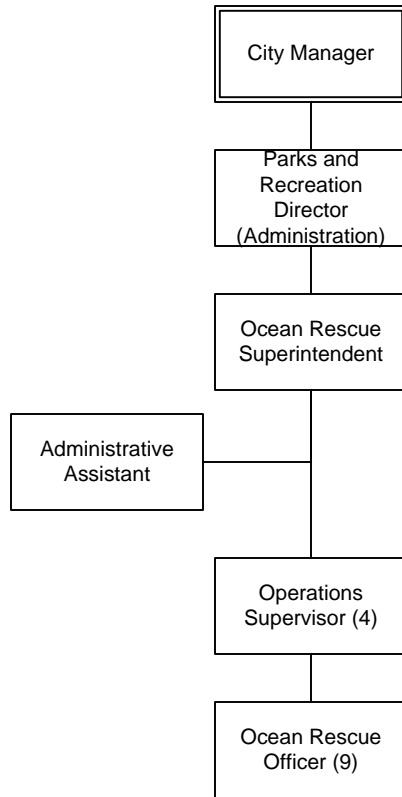 City Manager
Parks and
Recreation
Director
(Administration)
Ocean Rescue
Superintendent
Administrative
Assistant
Operations
Supervisor (4)
Ocean Rescue
Officer (9)